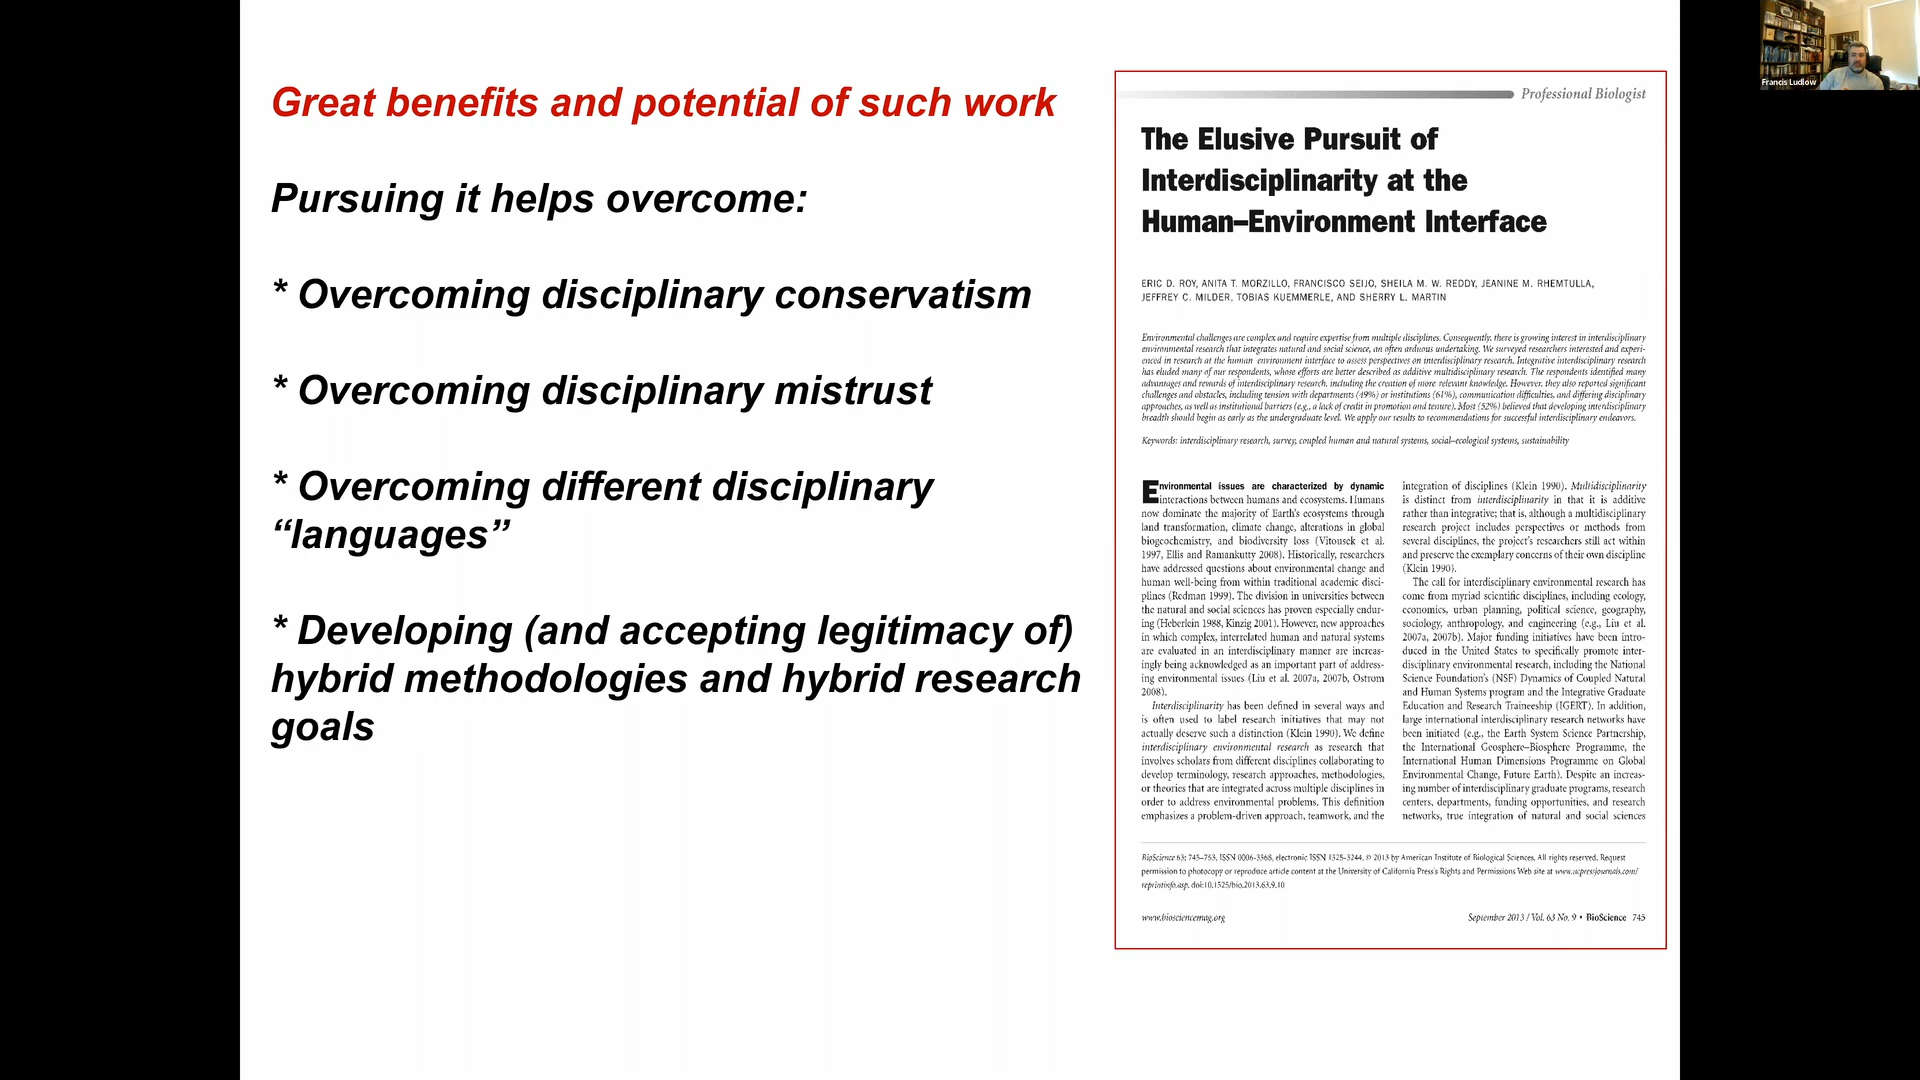 Great benefits and potential of such work
Pursuing it helps overcome:
* Overcoming disciplinary conservatism
* Overcoming disciplinary mistrust
* Overcoming different disciplinary
“languages”
* Developing (and accepting legitimacy of)
hybrid methodologies and hybrid research
goals
Professional Biologist
The Elusive Pursuit of
Interdisciplinarity at the
Human–Environment Interface
ERIC D. ROY, ANITA T. MORZILLO, FRANCISCO SEIJO, SHEILA M. W. REDDY, JEANINE M. RHEMTULLA,
JEFFREY C. MILDER, TOBIAS KUEMMERLE, AND SHERRY L. MARTIN
Environmental challenges are complex and require expertise from multiple disciplines. Consequently, there is growing interest in interdisciplinary
environmental research that integrates natural and social science, an often arduous undertaking. We surveyed researchers interested and experi-
enced in research at the human–environment interface to assess perspectives on interdisciplinary research. Integrative interdisciplinary research
has eluded many of our respondents, whose efforts are better described as additive multidisciplinary research. The respondents identified many
advantages and rewards of interdisciplinary research, including the creation of more relevant knowledge. However, they also reported significant
challenges and obstacles, including tension with departments (49%) or institutions (61%), communication difficulties, and differing disciplinary
approaches, as well as institutional barriers (e.g., a lack of credit in promotion and tenure). Most (52%) believed that developing interdisciplinary
breadth should begin as early as the undergraduate level. We apply our results to recommendations for successful interdisciplinary endeavors.
Keywords: interdisciplinary research, survey, coupled human and natural systems, social–ecological systems, sustainability
Environmental issues are characterized by dynamic
interactions between humans and ecosystems. Humans
now dominate the majority of Earth's ecosystems through
land transformation, climate change, alterations in global
biogeochemistry, and biodiversity loss (Vitousek et al.
1997, Ellis and Ramankutty 2008). Historically, researchers
have addressed questions about environmental change and
human well-being from within traditional academic disci-
plines (Redman 1999). The division in universities between
the natural and social sciences has proven especially endur-
ing (Heberlein 1988, Kinzig 2001). However, new approaches
in which complex, interrelated human and natural systems
are evaluated in an interdisciplinary manner are increas-
ingly being acknowledged as an important part of address-
ing environmental issues (Liu et al. 2007a, 2007b, Ostrom
2008).
Interdisciplinarity has been defined in several ways and
is often used to label research initiatives that may not
actually deserve such a distinction (Klein 1990). We define
interdisciplinary environmental research as research that
involves scholars from different disciplines collaborating to
develop terminology, research approaches, methodologies,
or theories that are integrated across multiple disciplines in
order to address environmental problems. This definition
emphasizes a problem-driven approach, teamwork, and the
integration of disciplines (Klein 1990). Multidisciplinarity
is distinct from interdisciplinarity in that it is additive
rather than integrative; that is, although a multidisciplinary
research project includes perspectives or methods from
several disciplines, the project's researchers still act within
and preserve the exemplary concerns of their own discipline
(Klein 1990).
The call for interdisciplinary environmental research has
come from myriad scientific disciplines, including ecology,
economics, urban planning, political science, geography,
sociology, anthropology, and engineering (e.g., Liu et al.
2007a, 2007b). Major funding initiatives have been intro-
duced in the United States to specifically promote inter-
disciplinary environmental research, including the National
Science Foundation's (NSF) Dynamics of Coupled Natural
and Human Systems program and the Integrative Graduate
Education and Research Traineeship (IGERT). In addition,
large international interdisciplinary research networks have
been initiated (e.g., the Earth System Science Partnership,
the International Geosphere–Biosphere Programme, the
International Human Dimensions Programme on Global
Environmental Change, Future Earth). Despite an increas-
ing number of interdisciplinary graduate programs, research
centers, departments, funding opportunities, and research
networks, true integration of natural and social sciences
BioScience 63: 745–753. ISSN 0006-3568, electronic ISSN 1525-3244. © 2013 by American Institute of Biological Sciences. All rights reserved. Request
permission to photocopy or reproduce article content at the University of California Press's Rights and Permissions Web site at www.ucpressjournals.com/
reprintinfo.asp. doi:10.1525/bio.2013.63.9.10
www.biosciencemag.org
September 2013 / Vol. 63 No. 9 • BioScience 745
Francis Ludlow